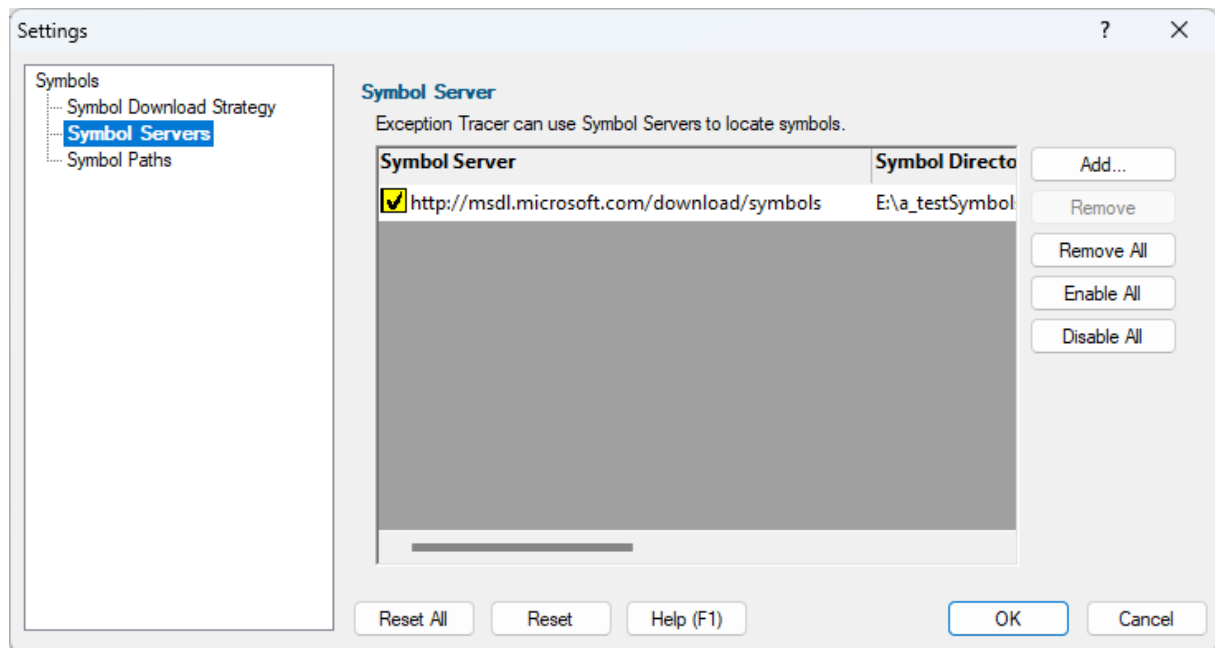 Settings
Symbols
Symbol Download Strategy
Symbol Servers
Symbol Paths
Symbol Server
Exception Tracer can use Symbol Servers to locate symbols.
Symbol Server Symbol Directo
http://msdl.microsoft.com/download/symbols E:\a_testSymbol
Add...
Remove
Remove All
Enable All
Disable All
Reset All Reset Help (F1) OK Cancel